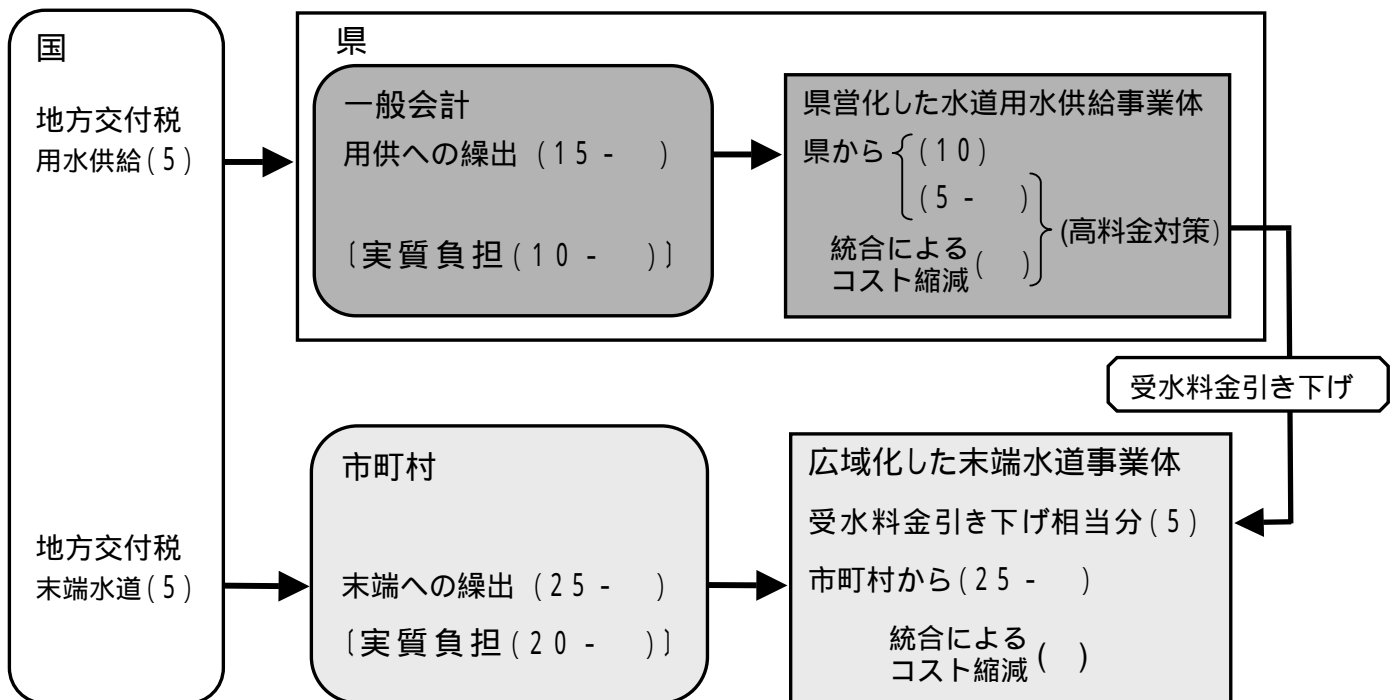 国
地方交付税
用水供給(5)
地方交付税
末端水道(5)
県
一般会計
用供への繰出 (15 - )
〔実質負担(10 - )〕
県営化した水道用水供給事業体
県から (10)
(5 - )
統合による
コスト縮減 ( )
(高料金対策)
受水料金引き下げ
市町村
末端への繰出 (25 - )
〔実質負担(20 - )〕
広域化した末端水道事業体
受水料金引き下げ相当分(5)
市町村から(25 - )
統合による
コスト縮減 ( )